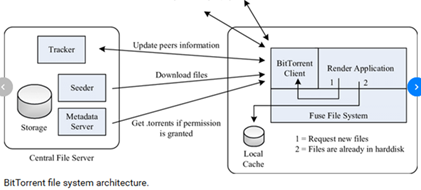 Tracker
Seeder
Metadata
Server
Storage
Central File Server
Update peers information
Download files
Get .torrents if permission
is granted
BitTorrent
Client
Render Application
1
2
Fuse File System
Local
Cache
1 = Request new files
2 = Files are already in harddisk
BitTorrent file system architecture.